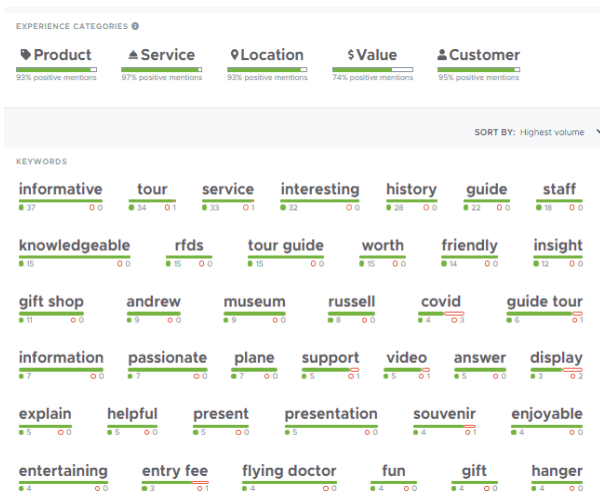 EXPERIENCE CATEGORIES
Product Service Location $ Value Customer
93% positive mentions 97% positive mentions 93% positive mentions 74% positive mentions 95% positive mentions
SORT BY: Highest volume
KEYWORDS
informative tour service interesting history guide staff
37 0 34 1 33 1 32 0 28 0 22 0 18 0
knowledgeable rfds tour guide worth friendly insight
15 0 15 0 15 0 15 0 14 0 12 0
gift shop andrew museum russell covid guide tour
11 0 9 0 9 0 8 0 4 3 6 1
information passionate plane support video answer display
7 0 7 0 7 0 5 1 5 1 5 0 3 2
explain helpful present presentation souvenir enjoyable
5 0 5 0 5 0 5 0 4 1 4 0
entertaining entry fee flying doctor fun gift hanger
4 0 3 1 4 0 4 0 4 0 4 0